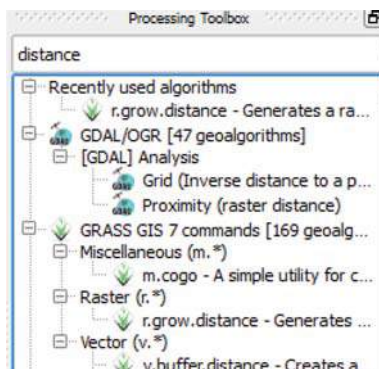 Processing Toolbox
distance
Recently used algorithms
r.grow.distance - Generates a ra...
GDAL/OGR [47 geoalgorithms]
[GDAL] Analysis
Grid (Inverse distance to a p...
Proximity (raster distance)
GRASS GIS 7 commands [169 geoalg...
Miscellaneous (m.*)
m.cogo - A simple utility for c...
Raster (r.*)
r.grow.distance - Generates ...
Vector (v.*)
v.buffer.distance - Creates a